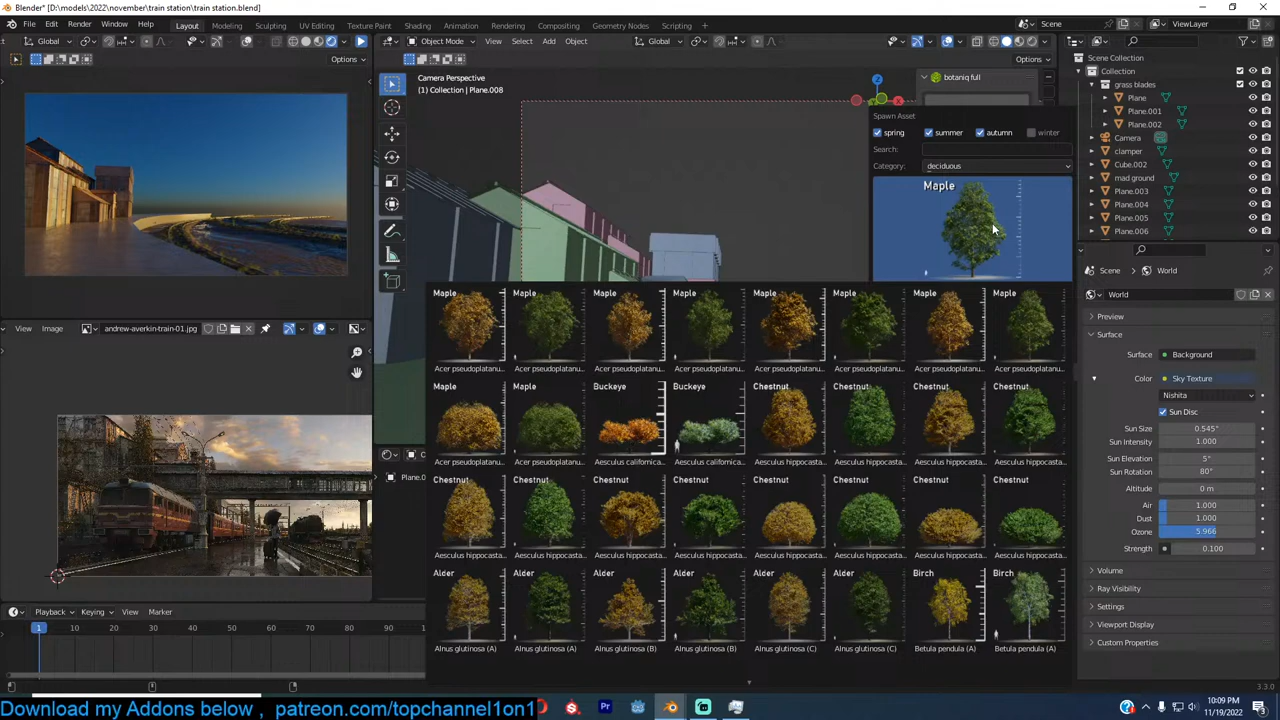 Blender* [D:\models\2022\november\train station\train station.blend]
File Edit Render Window Help Layout Modeling Sculpting UV Editing Texture Paint Shading Animation Rendering Compositing Geometry Nodes Scripting Scene ViewLayer
Global Object Mode View Select Add Object Global
Options Options
Camera Perspective
(1) Collection | Plane.008
botaniq full
Spawn Asset
spring summer autumn winter
Search:
Category: deciduous
Maple
Scene Collection
Collection
grass blades
Plane
Plane.001
Plane.002
Camera
clamper
Cube.002
mad ground
Plane.003
Plane.004
Plane.005
Plane.006
Scene World
World
Preview
Surface
Surface: Background
Color Sky Texture
Nishita
Sun Disc
Sun Size 0.545°
Sun Intensity 1.000
Sun Elevation 5°
Sun Rotation 80°
Altitude 0 m
Air 1.000
Dust 1.000
Ozone 5.966
Strength 0.100
Volume
Ray Visibility
Settings
Viewport Display
Custom Properties
View Image andrew-averkin-train-01.jpg
Maple Maple Maple Maple Maple Maple Maple Maple
Acer pseudoplatanu... Acer pseudoplatanu... Acer pseudoplatanu... Acer pseudoplatanu... Acer pseudoplatanu... Acer pseudoplatanu... Acer pseudoplatanu... Acer pseudoplatanu...
Maple Maple Buckeye Buckeye Chestnut Chestnut Chestnut Chestnut
Acer pseudoplatanu... Acer pseudoplatanu... Aesculus californica... Aesculus californica... Aesculus hippocasta... Aesculus hippocasta... Aesculus hippocasta... Aesculus hippocasta...
Chestnut Chestnut Chestnut Chestnut Chestnut Chestnut Chestnut Chestnut
Aesculus hippocasta... Aesculus hippocasta... Aesculus hippocasta... Aesculus hippocasta... Aesculus hippocasta... Aesculus hippocasta... Aesculus hippocasta... Aesculus hippocasta...
Alder Alder Alder Alder Alder Alder Birch Birch
Alnus glutinosa (A) Alnus glutinosa (A) Alnus glutinosa (B) Alnus glutinosa (B) Alnus glutinosa (C) Alnus glutinosa (C) Betula pendula (A) Betula pendula (A)
Plane.0
Playback Keying View Marker
1 10 20 30 40 50 60 70 80 90 100
3.3.0
Download my Addons below , patreon.com/topchannel1on1
10:09 PM
11/19/2022